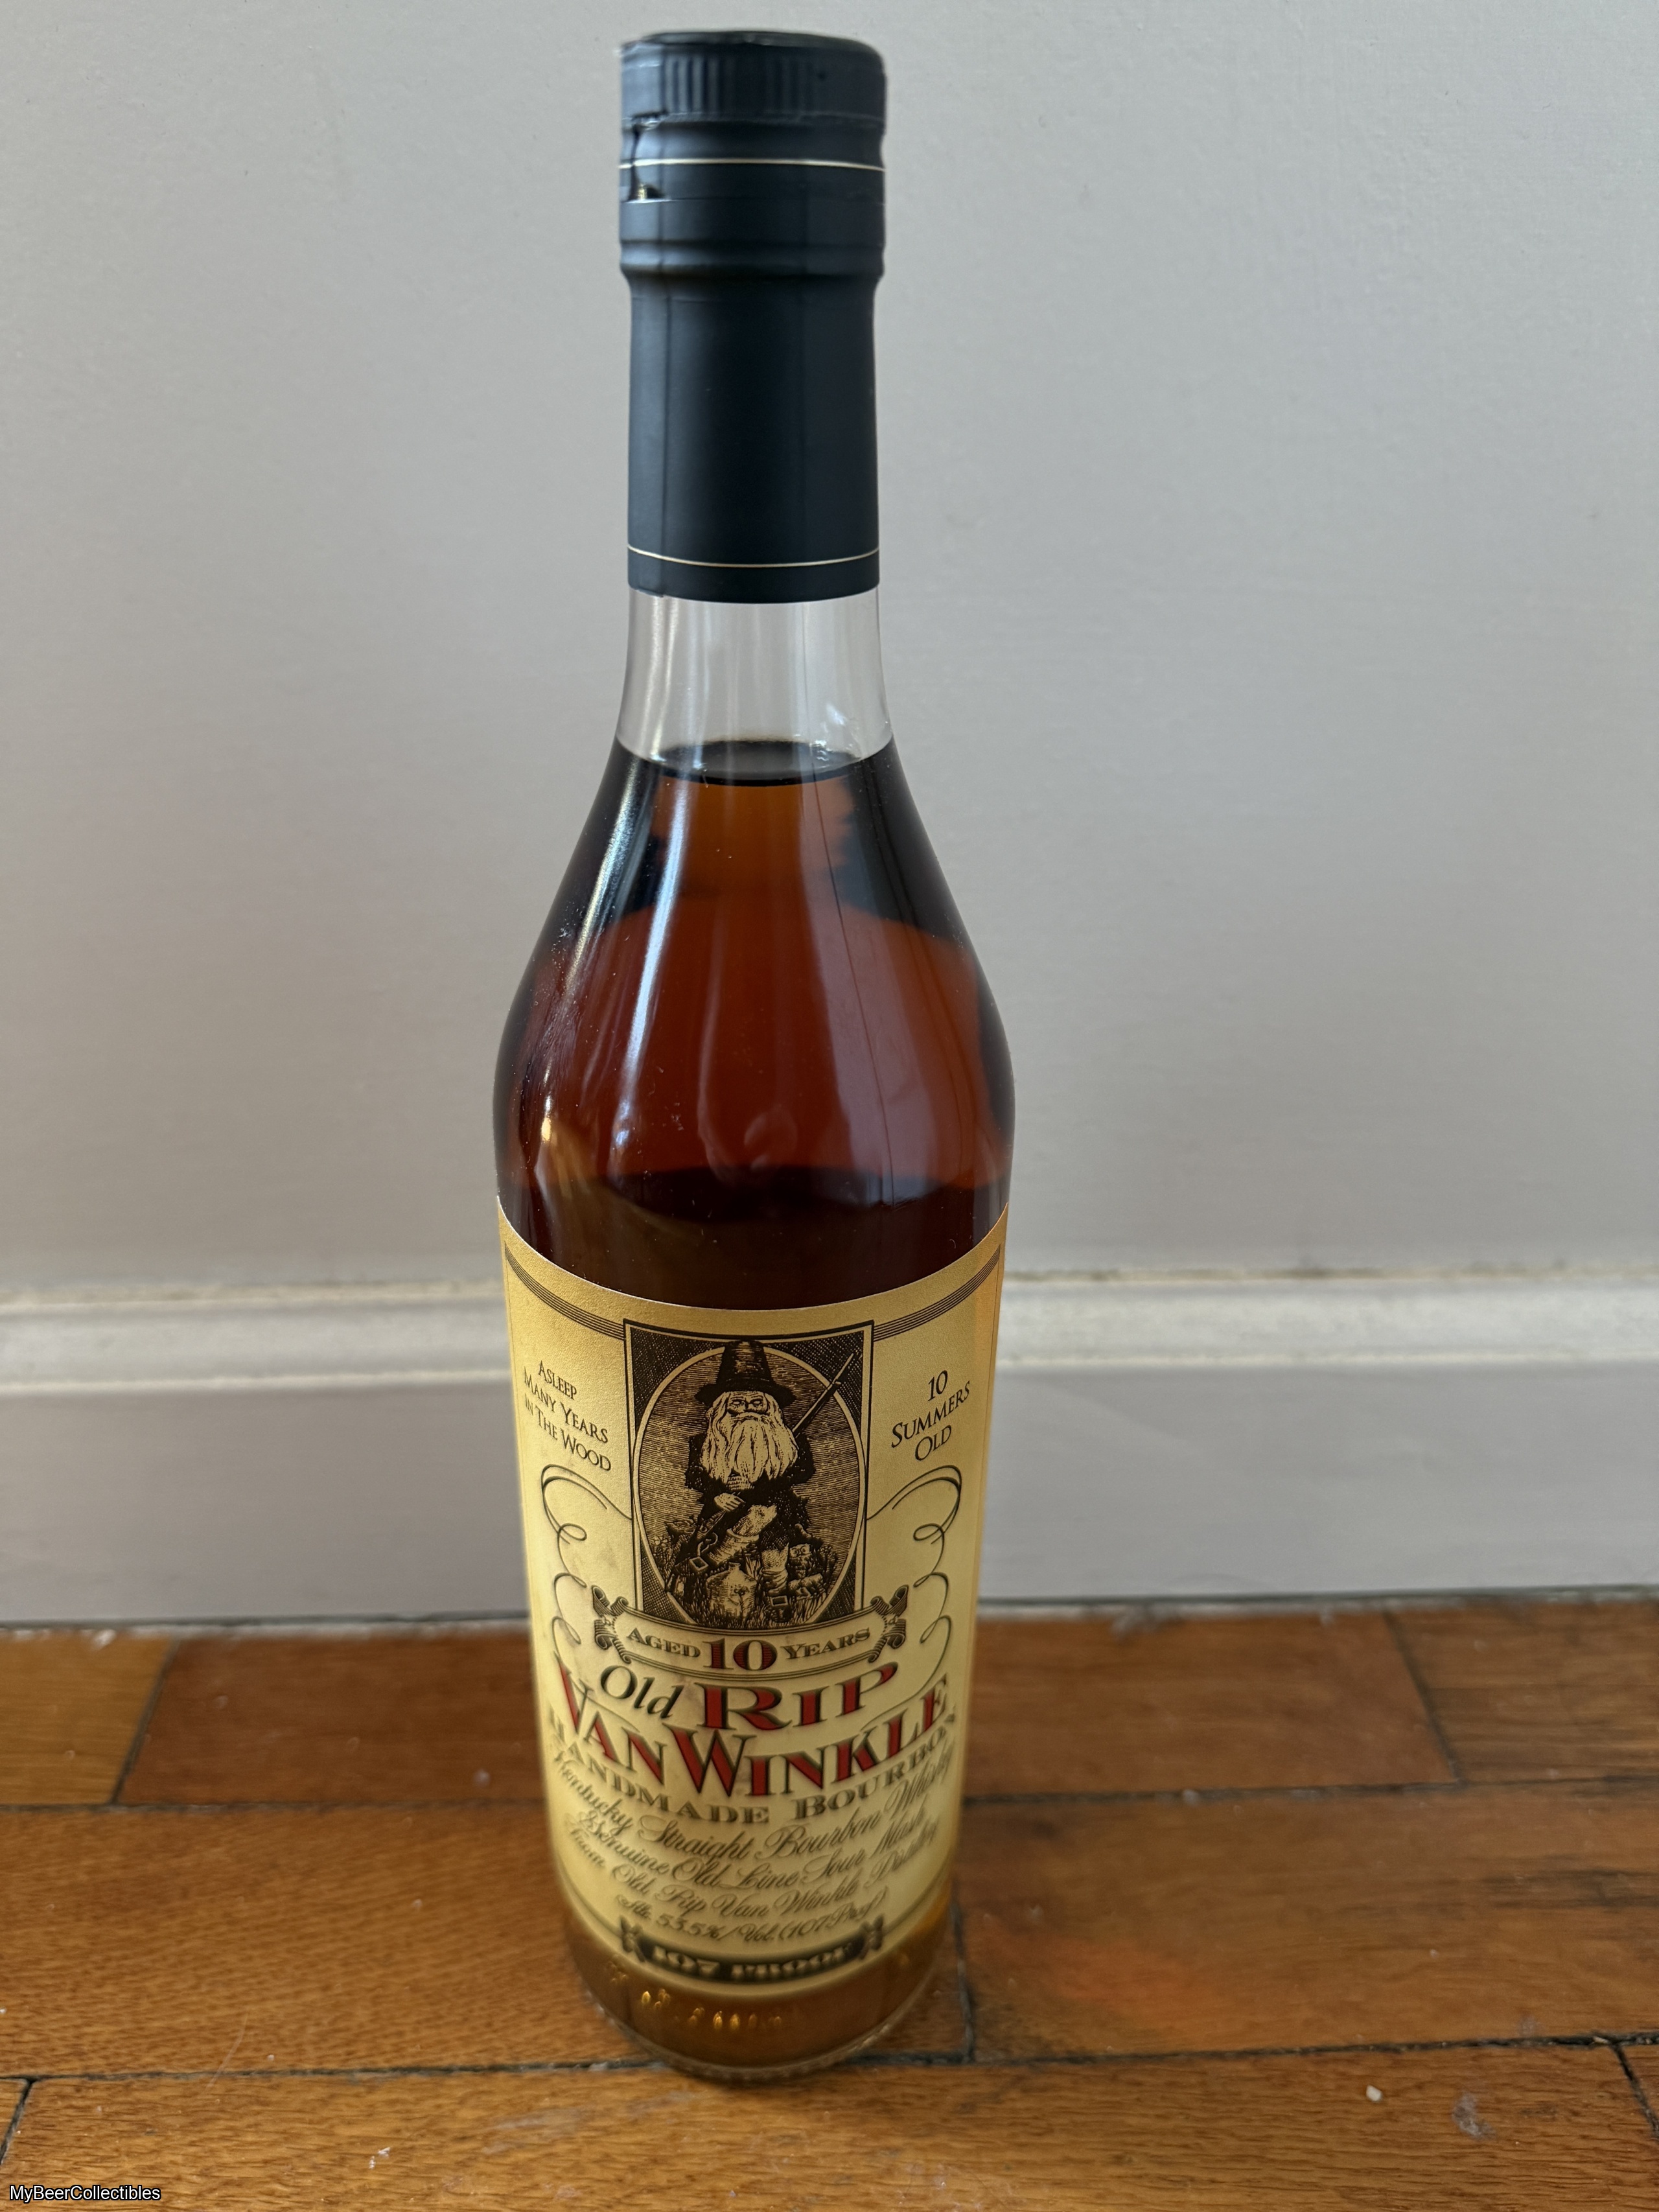 ASLEEP
MANY YEARS
IN THE WOOD
10
SUMMERS
OLD
AGED 10 YEARS
Old RIP
VAN WINKLE
HANDMADE BOURBON
Kentucky Straight Bourbon Whisky
Genuine Old Line Sour Mash
From Old Rip Van Winkle Distillery
Alc. 53.5%/Vol. (107 Proof)
107 PROOF
MyBeerCollectibles